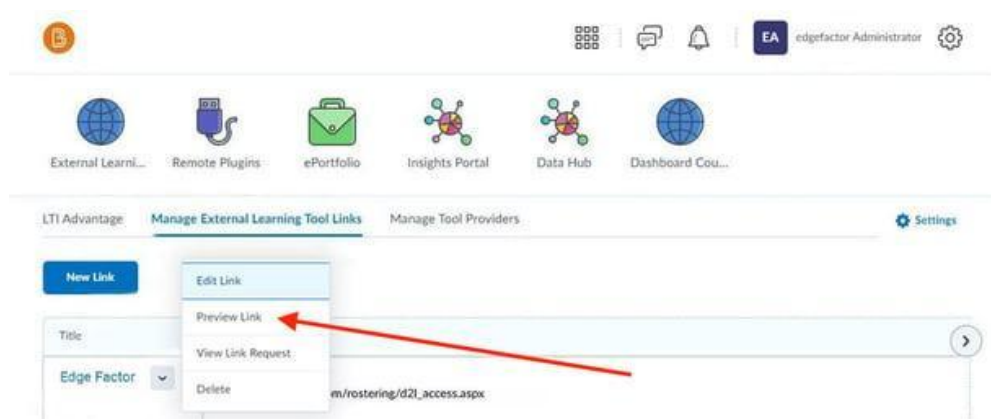 B
EA edgefactor Administrator
External Learni... Remote Plugins ePortfolio Insights Portal Data Hub Dashboard Cou...
LTI Advantage Manage External Learning Tool Links Manage Tool Providers Settings
New Link
Edit Link
Preview Link
Title
View Link Request
Edge Factor
Delete
om/rostering/d2l_access.aspx